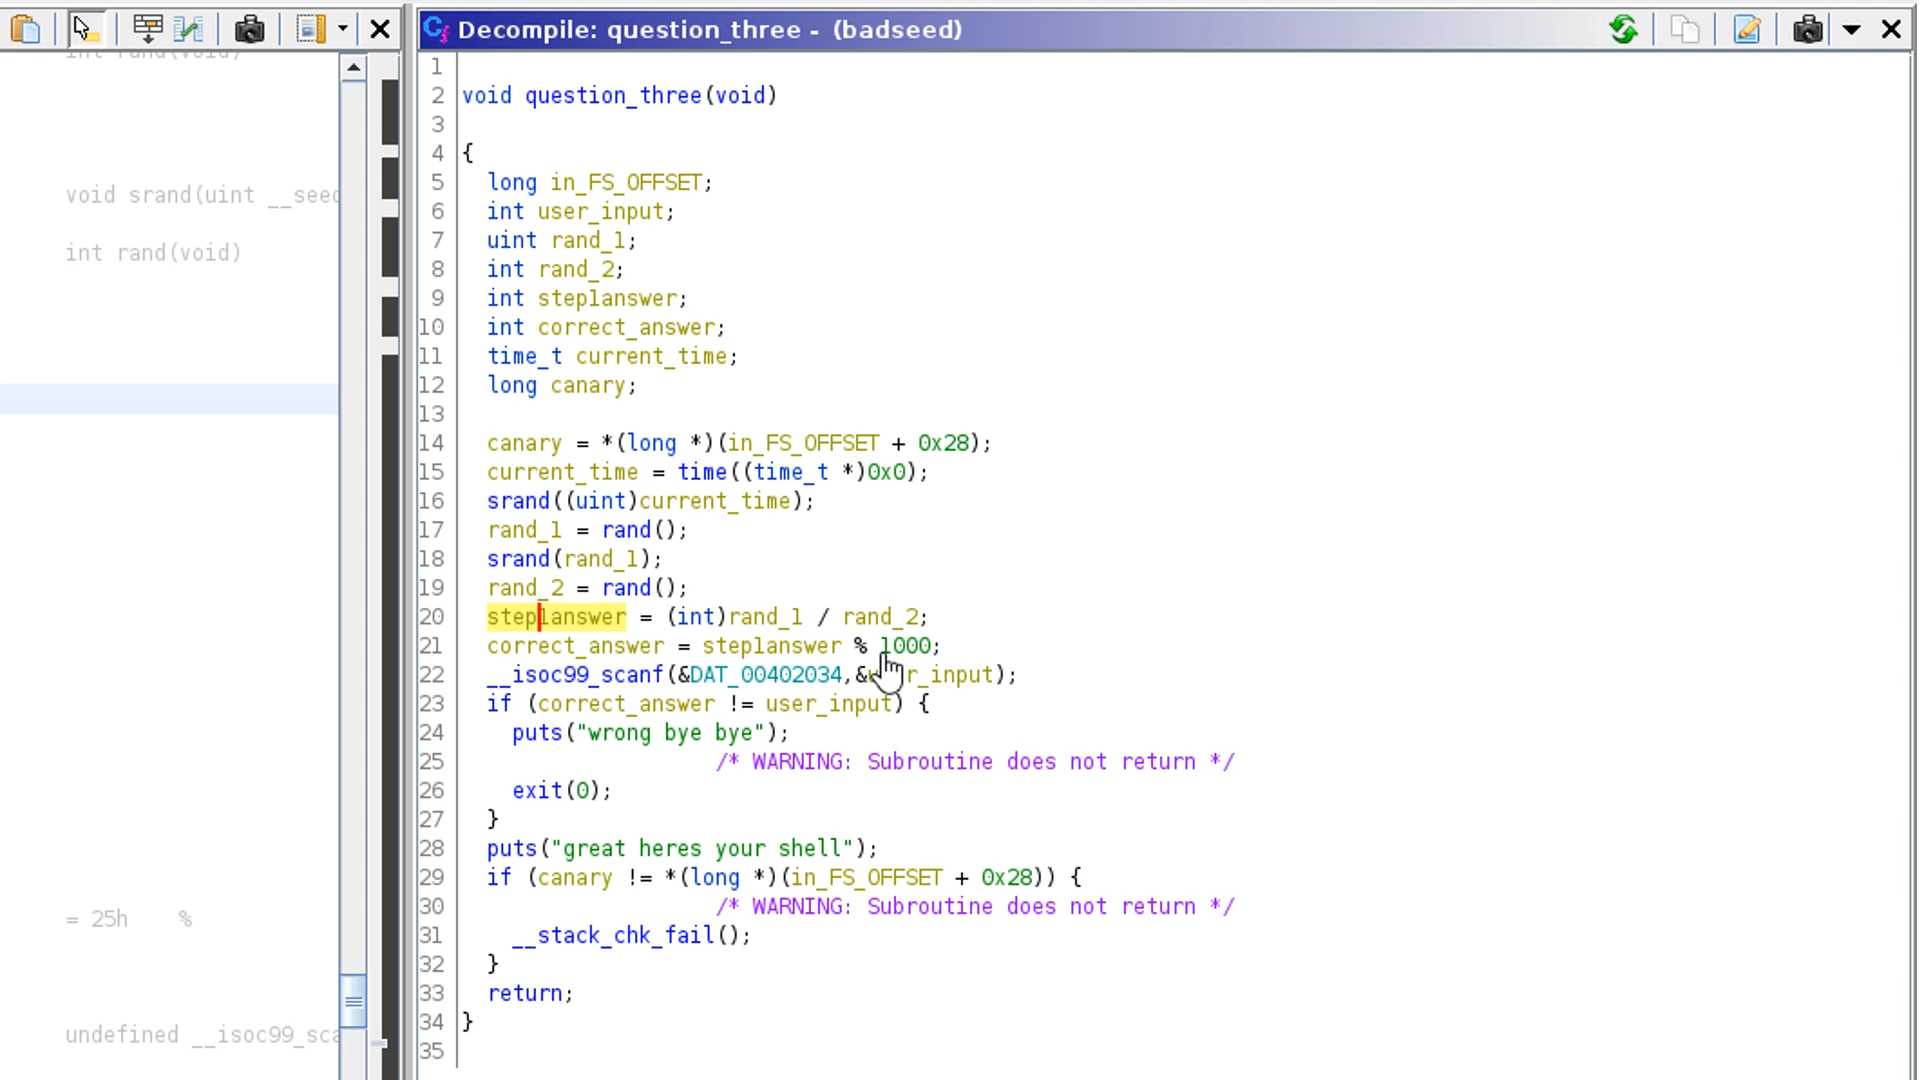 int rand(void)
void srand(uint __seed
int rand(void)
= 25h %
undefined __isoc99_sca
Decompile: question_three - (badseed)
1
2 void question_three(void)
3
4 {
5 long in_FS_OFFSET;
6 int user_input;
7 uint rand_1;
8 int rand_2;
9 int step1answer;
10 int correct_answer;
11 time_t current_time;
12 long canary;
13
14 canary = *(long *)(in_FS_OFFSET + 0x28);
15 current_time = time((time_t *)0x0);
16 srand((uint)current_time);
17 rand_1 = rand();
18 srand(rand_1);
19 rand_2 = rand();
20 step1answer = (int)rand_1 / rand_2;
21 correct_answer = step1answer % 1000;
22 __isoc99_scanf(&DAT_00402034,&user_input);
23 if (correct_answer != user_input) {
24 puts("wrong bye bye");
25 /* WARNING: Subroutine does not return */
26 exit(0);
27 }
28 puts("great heres your shell");
29 if (canary != *(long *)(in_FS_OFFSET + 0x28)) {
30 /* WARNING: Subroutine does not return */
31 __stack_chk_fail();
32 }
33 return;
34 }
35